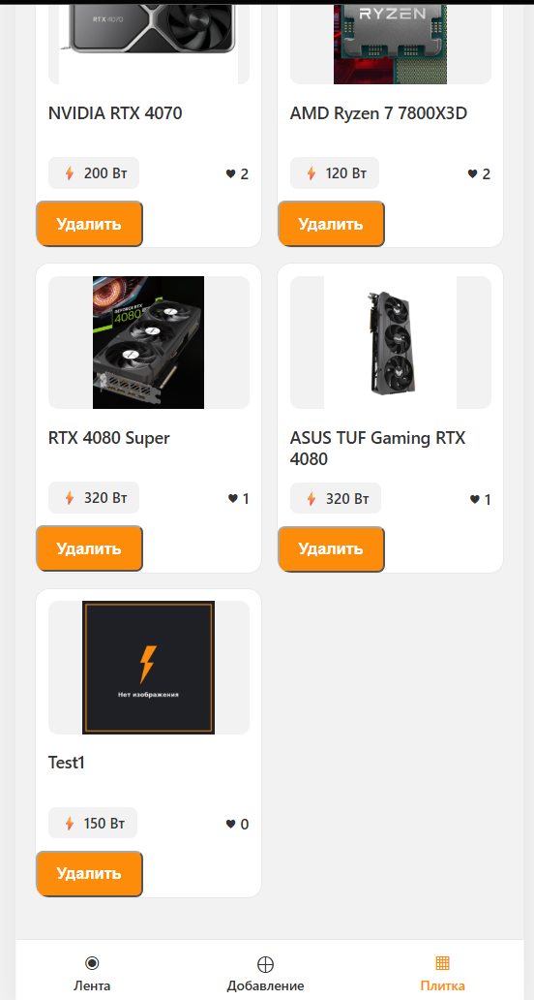 RTX 4070
RYZEN
NVIDIA RTX 4070
AMD Ryzen 7 7800X3D
200 Вт
2
120 Вт
2
Удалить
Удалить
GEFORCE RTX
4080
RTX 4080 Super
ASUS TUF Gaming RTX
4080
320 Вт
1
320 Вт
1
Удалить
Удалить
Нет изображения
Test1
150 Вт
0
Удалить
Лента
Добавление
Плитка